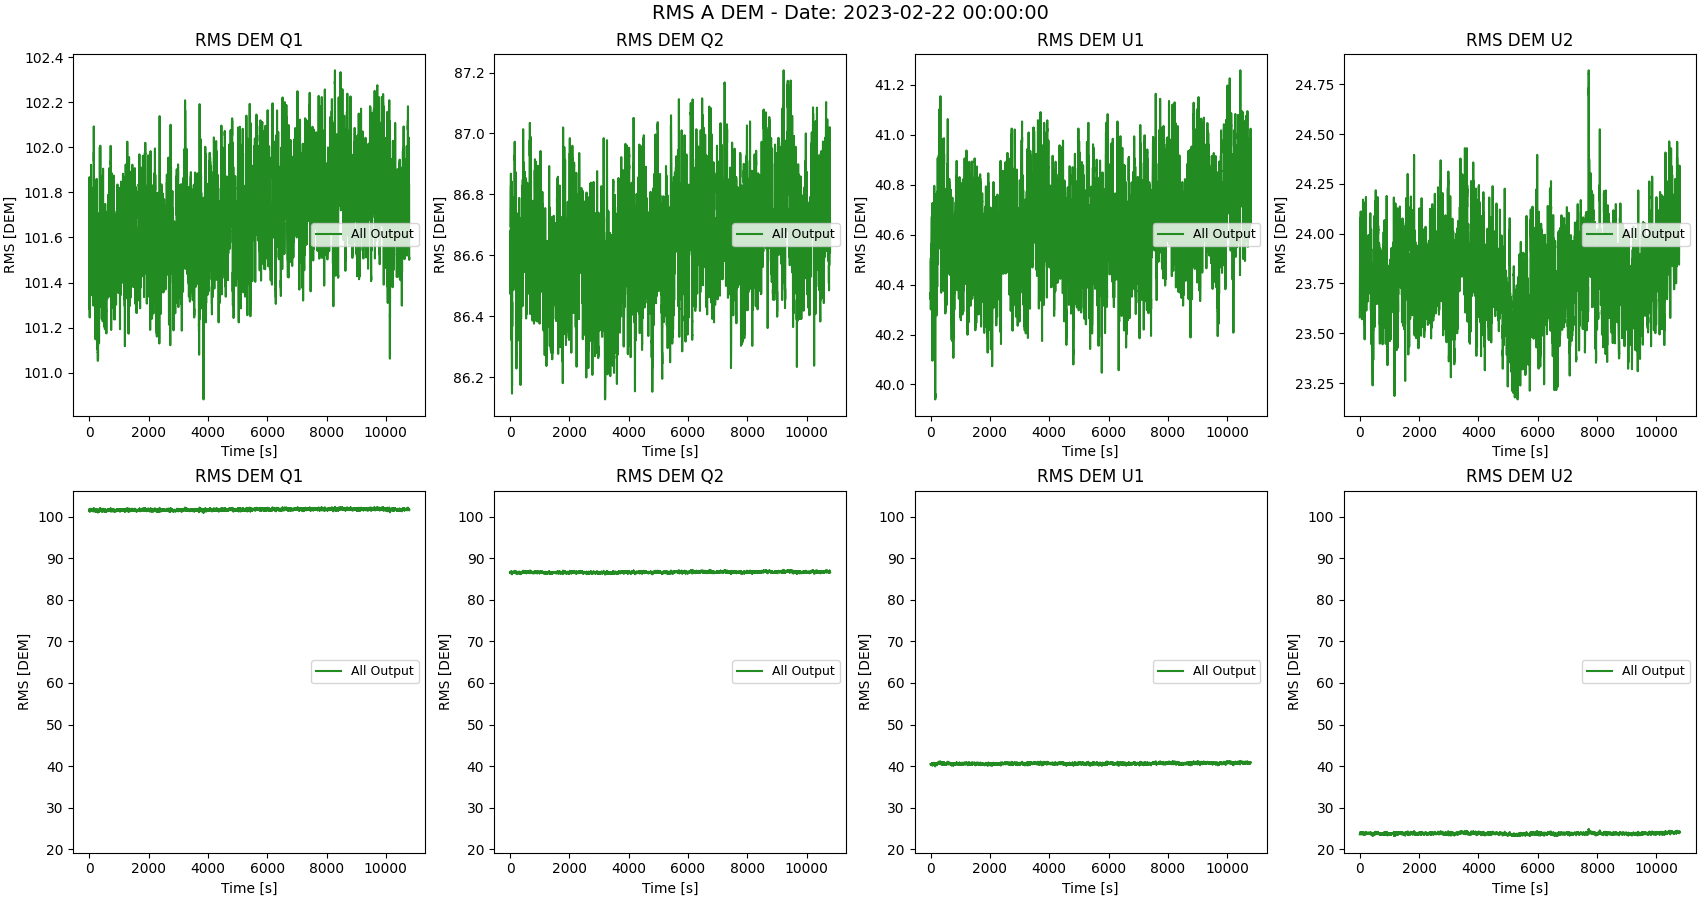 RMS A DEM - Date: 2023-02-22 00:00:00
RMS DEM Q1
RMS [DEM]
102.4
102.2
102.0
101.8
101.6
101.4
101.2
101.0
0 2000 4000 6000 8000 10000
Time [s]
All Output
RMS DEM Q2
RMS [DEM]
87.2
87.0
86.8
86.6
86.4
86.2
0 2000 4000 6000 8000 10000
Time [s]
All Output
RMS DEM U1
RMS [DEM]
41.2
41.0
40.8
40.6
40.4
40.2
40.0
0 2000 4000 6000 8000 10000
Time [s]
All Output
RMS DEM U2
RMS [DEM]
24.75
24.50
24.25
24.00
23.75
23.50
23.25
0 2000 4000 6000 8000 10000
Time [s]
All Output
RMS DEM Q1
RMS [DEM]
100
90
80
70
60
50
40
30
20
0 2000 4000 6000 8000 10000
Time [s]
All Output
RMS DEM Q2
RMS [DEM]
100
90
80
70
60
50
40
30
20
0 2000 4000 6000 8000 10000
Time [s]
All Output
RMS DEM U1
RMS [DEM]
100
90
80
70
60
50
40
30
20
0 2000 4000 6000 8000 10000
Time [s]
All Output
RMS DEM U2
RMS [DEM]
100
90
80
70
60
50
40
30
20
0 2000 4000 6000 8000 10000
Time [s]
All Output